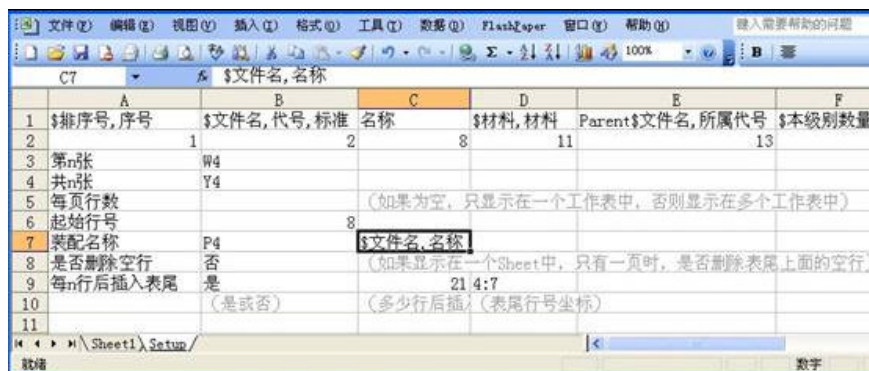 文件(F) 编辑(E) 视图(V) 插入(I) 格式(O) 工具(T) 数据(D) FlashPaper 窗口(W) 帮助(H) 键入需要帮助的问题
100% B
C7 fx $文件名,名称
A B C D E F
1 $排序号,序号 $文件名,代号,标准 名称 $材料,材料 Parent$文件名,所属代号 $本级别数量
2 1 2 8 11 13
3 第n张 W4
4 共n张 Y4
5 每页行数 (如果为空, 只显示在一个工作表中, 否则显示在多个工作表中)
6 起始行号 8
7 装配名称 P4 $文件名,名称
8 是否删除空行 否 (如果显示在一个Sheet中, 只有一页时, 是否删除表尾上面的空行)
9 每n行后插入表尾 是 21 4:7
10 (是或否) (多少行后插入 (表尾行号坐标)
11
Sheet1 Setup
就绪 数字